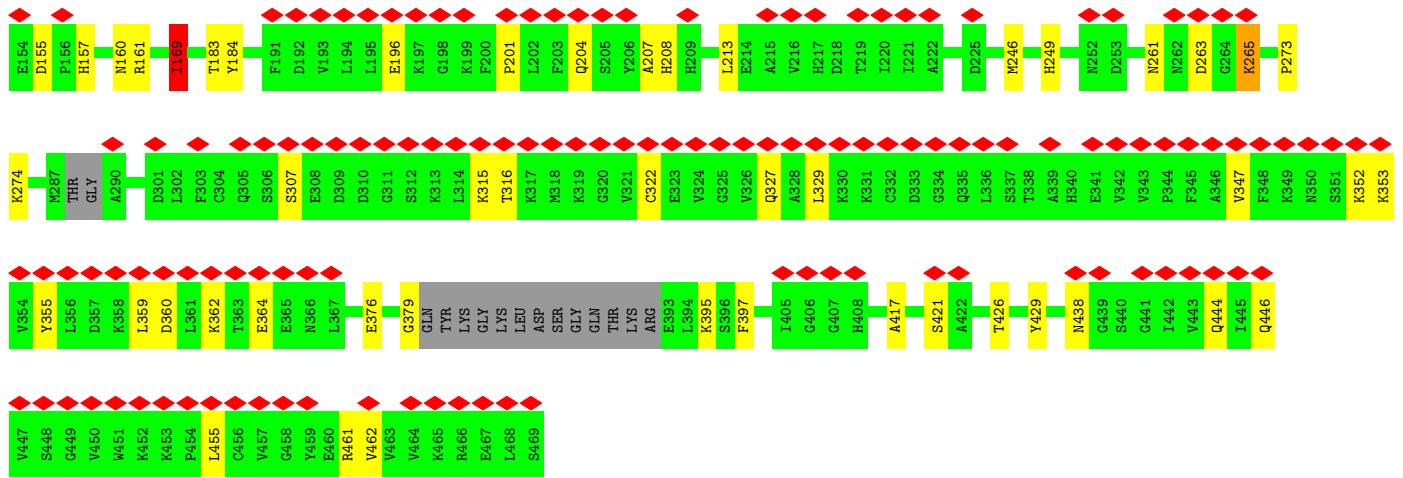 E154 D155 P156 H157 N160 R161 I169 T183 Y184 F191 D192 V193 L194 L195 E196 K197 G198 K199 F200 P201 L202 F203 Q204 S205 Y206 A207 H208 H209 L213 E214 A215 V216 H217 D218 T219 I220 I221 A222 D225 M246 H249 N252 D253 N261 N262 D263 G264 K265 P273
K274 M287 THR GLY A290 D301 L302 F303 C304 Q305 S306 S307 E308 D309 D310 G311 S312 K313 L314 K315 T316 K317 M318 K319 G320 V321 C322 E323 V324 G325 V326 Q327 A328 L329 K330 K331 C332 D333 G334 Q335 L336 S337 T338 A339 H340 E341 V342 V343 P344 F345 A346 V347 F348 K349 N350 S351 K352 K353
V354 Y355 L356 D357 K358 L359 D360 L361 K362 T363 E364 E365 N366 L367 E376 G379 GLN TYR LYS GLY LYS LEU ASP SER GLY GLN THR LYS ARG E393 L394 K395 S396 F397 I405 G406 G407 H408 A417 S421 A422 T426 Y429 N438 G439 S440 G441 I442 V443 Q444 I445 Q446
V447 S448 G449 V450 W451 K452 K453 P454 L455 C456 V457 G458 Y459 E460 R461 V462 V463 V464 K465 R466 E467 L468 S469